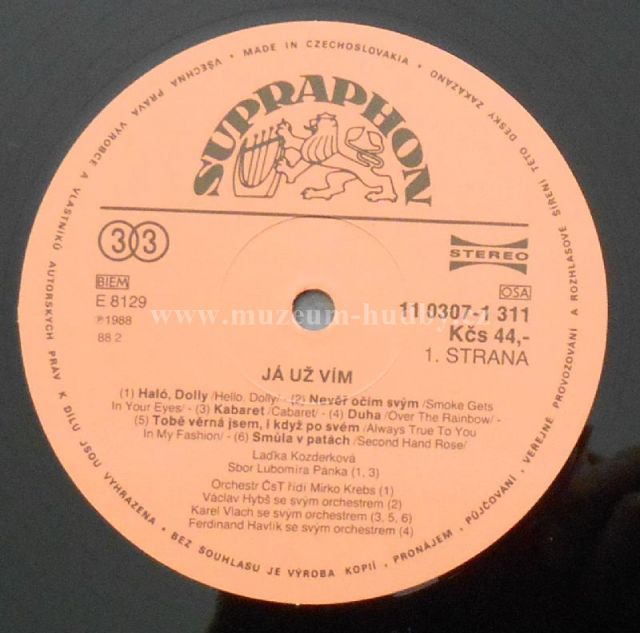 VŠECHNA PRÁVA VÝROBCE A VLASTNÍKŮ AUTORSKÝCH PRÁV K DÍLU JSOU VYHRAZENA • BEZ SOUHLASU JE VÝROBA KOPIÍ • PRONÁJEM • PŮJČOVÁNÍ • VEŘEJNÉ PROVOZOVÁNÍ A ROZHLASOVÉ ŠÍŘENÍ TÉTO DESKY ZAKÁZÁNO • MADE IN CZECHOSLOVAKIA •
SUPRAPHON
33
STEREO
BIEM
OSA
E 8129
11 0307-1 311
℗1988
Kčs 44,-
88 2
1. STRANA
www.muzeum-hudby.cz
JÁ UŽ VÍM
(1) Haló, Dolly /Hello, Dolly/ - (2) Nevěř očím svým /Smoke Gets
In Your Eyes/ - (3) Kabaret /Cabaret/ - (4) Duha /Over The Rainbow/ -
(5) Tobě věrná jsem, i když po svém /Always True To You
In My Fashion/ - (6) Smůla v patách /Second Hand Rose/
Laďka Kozderková
Sbor Lubomíra Pánka (1, 3)
Orchestr ČsT řídí Mirko Krebs (1)
Václav Hybš se svým orchestrem (2)
Karel Vlach se svým orchestrem (3, 5, 6)
Ferdinand Havlík se svým orchestrem (4)